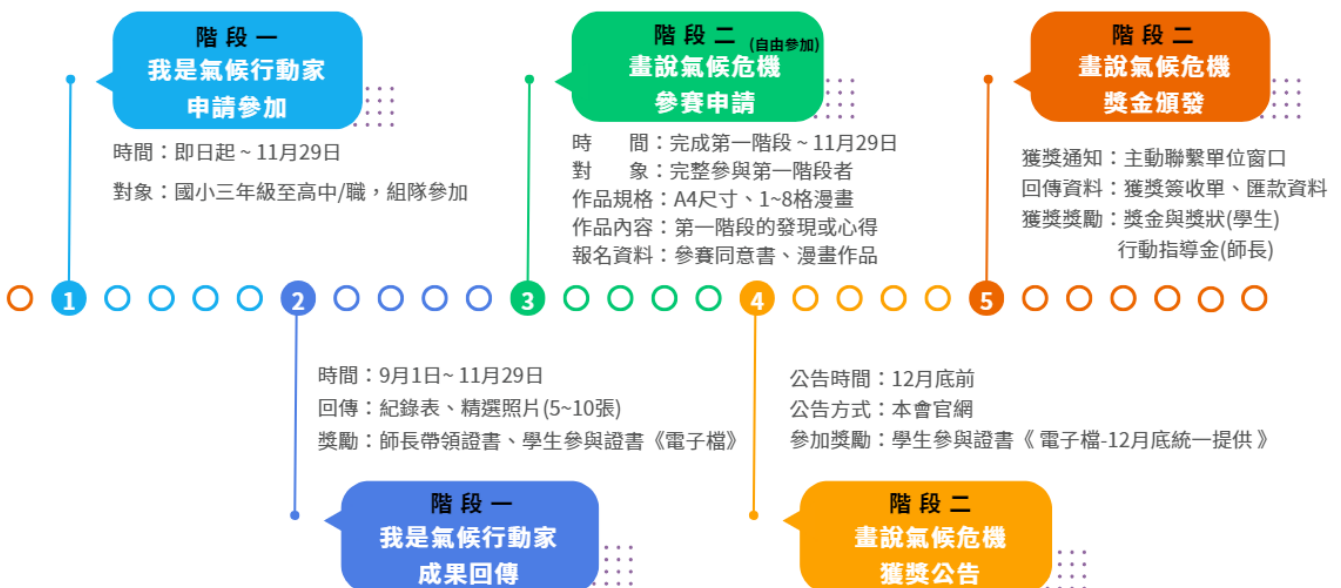 階段一
我是氣候行動家
申請參加
時間：即日起 ~ 11月29日
對象：國小三年級至高中/職，組隊參加
階段二 (自由參加)
畫說氣候危機
參賽申請
時　　間：完成第一階段 ~ 11月29日
對　　象：完整參與第一階段者
作品規格：A4尺寸、1~8格漫畫
作品內容：第一階段的發現或心得
報名資料：參賽同意書、漫畫作品
階段二
畫說氣候危機
獎金頒發
獲獎通知：主動聯繫單位窗口
回傳資料：獲獎簽收單、匯款資料
獲獎獎勵：獎金與獎狀(學生)
行動指導金(師長)
1 2 3 4 5
時間：9月1日~ 11月29日
回傳：紀錄表、精選照片(5~10張)
獎勵：師長帶領證書、學生參與證書《電子檔》
階段一
我是氣候行動家
成果回傳
公告時間：12月底前
公告方式：本會官網
參加獎勵：學生參與證書《 電子檔-12月底統一提供 》
階段二
畫說氣候危機
獲獎公告